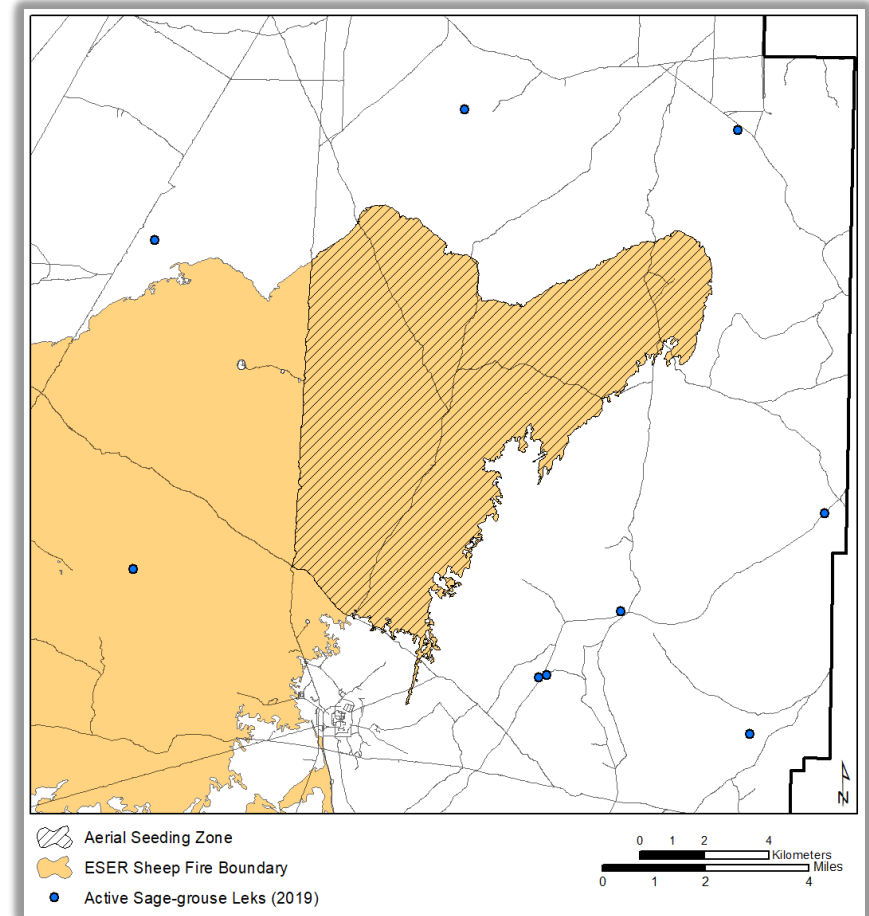 N
Aerial Seeding Zone
ESER Sheep Fire Boundary
Active Sage-grouse Leks (2019)
0 1 2 4
Kilometers
Miles
0 1 2 4